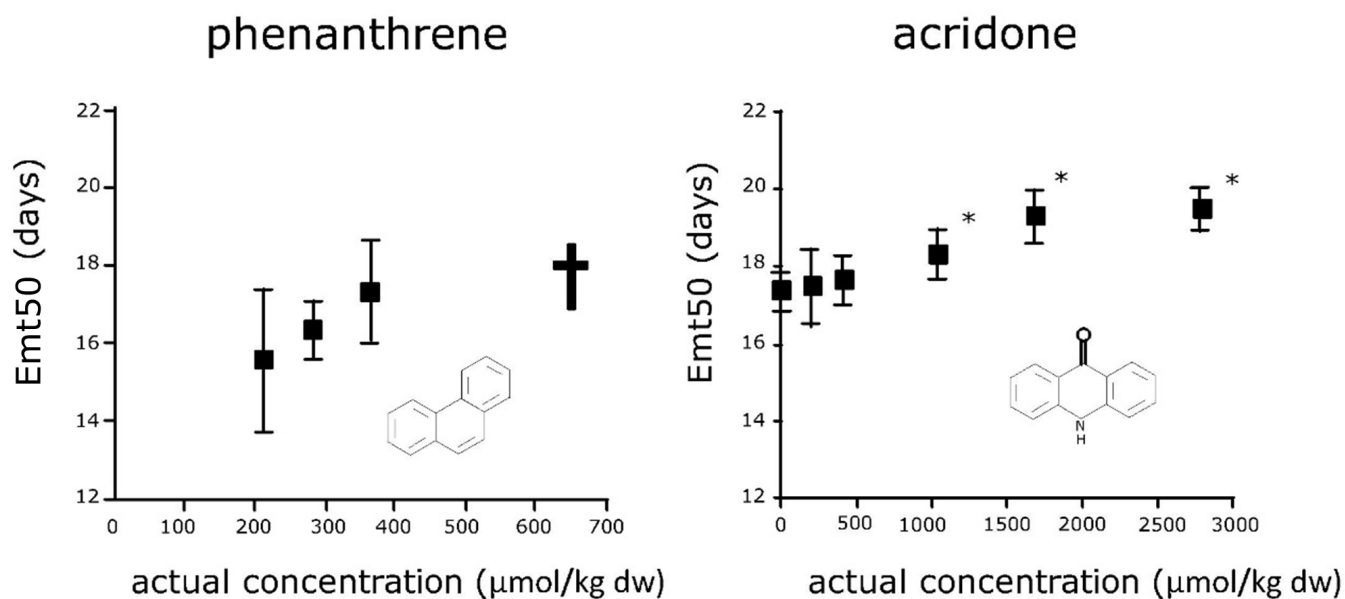 phenanthrene
22
20
18
16
14
12
Emt50 (days)
0 100 200 300 400 500 600 700
actual concentration (μmol/kg dw)
acridone
22
20
18
16
14
12
Emt50 (days)
*
*
*
O
N
H
0 500 1000 1500 2000 2500 3000
actual concentration (μmol/kg dw)